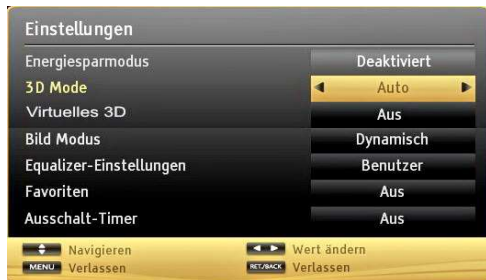 Einstellungen
Energiesparmodus Deaktiviert
3D Mode Auto
Virtuelles 3D Aus
Bild Modus Dynamisch
Equalizer-Einstellungen Benutzer
Favoriten Aus
Ausschalt-Timer Aus
Navigieren Wert ändern
MENU Verlassen RET/BACK Verlassen